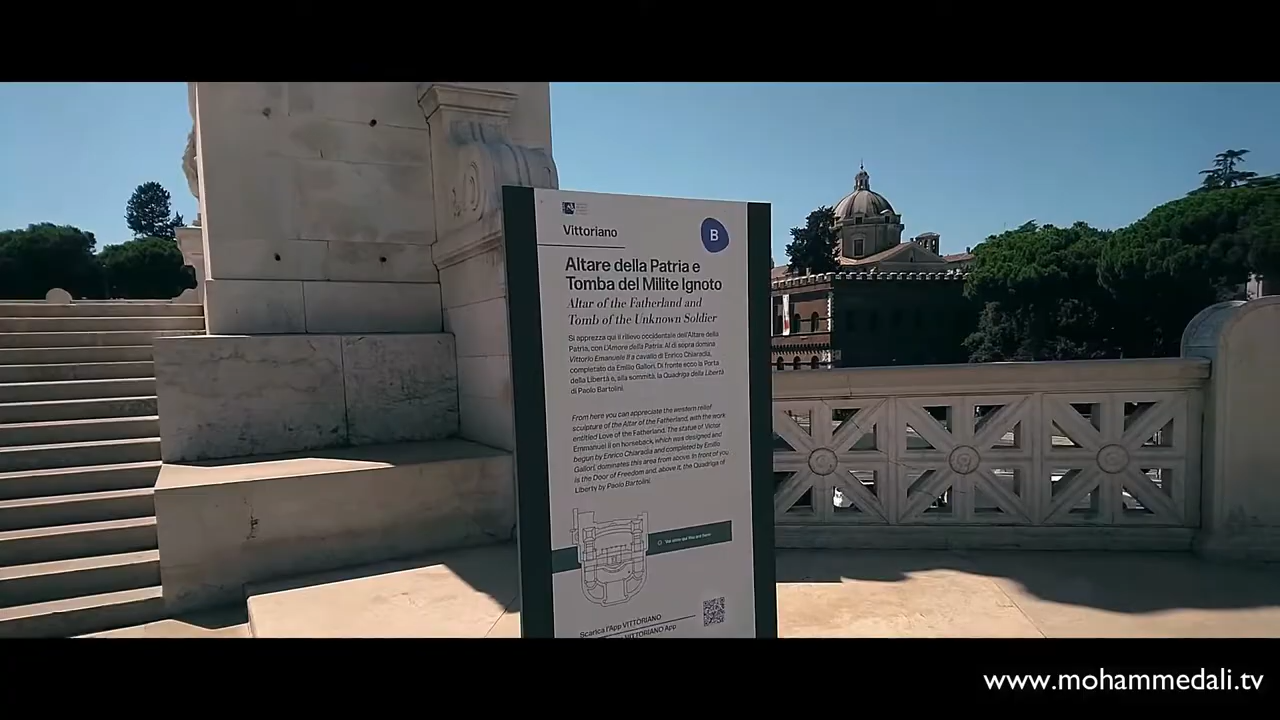 Vittoriano
B
Altare della Patria e
Tomba del Milite Ignoto
Altar of the Fatherland and
Tomb of the Unknown Soldier
Si apprezza qui il rilievo occidentale dell'Altare della
Patria, con L'Amore della Patria. Al di sopra domina
Vittorio Emanuele II a cavallo di Enrico Chiaradia,
completato da Emilio Gallori. Di fronte ecco la Porta
della Libertà e, alla sommità, la Quadriga della Libertà
di Paolo Bartolini.
From here you can appreciate the western relief
sculpture of the Altar of the Fatherland, with the work
entitled Love of the Fatherland. The statue of Victor
Emmanuel II on horseback, which was designed and
begun by Enrico Chiaradia and completed by Emilio
Gallori, dominates this area from above. In front of you
is the Door of Freedom and, above it, the Quadriga of
Liberty by Paolo Bartolini.
Voi siete qui You are here
Scarica l'App VITTORIANO
VITTORIANO App
www.mohammedali.tv